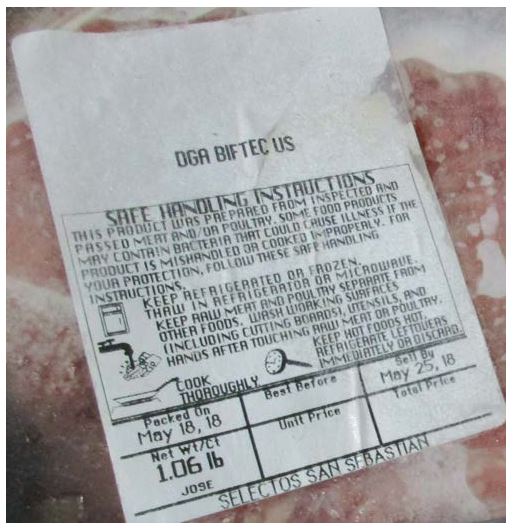 DGA BIFTEC US
SAFE HANDLING INSTRUCTIONS
THIS PRODUCT WAS PREPARED FROM INSPECTED AND
PASSED MEAT AND/OR POULTRY. SOME FOOD PRODUCTS
MAY CONTAIN BACTERIA THAT COULD CAUSE ILLNESS IF THE
PRODUCT IS MISHANDLED OR COOKED IMPROPERLY. FOR
YOUR PROTECTION, FOLLOW THESE SAFE HANDLING
INSTRUCTIONS.
KEEP REFRIGERATED OR FROZEN.
THAW IN REFRIGERATOR OR MICROWAVE.
KEEP RAW MEAT AND POULTRY SEPARATE FROM
OTHER FOODS. WASH WORKING SURFACES
(INCLUDING CUTTING BOARDS), UTENSILS, AND
HANDS AFTER TOUCHING RAW MEAT OR POULTRY.
COOK
THOROUGHLY
KEEP HOT FOODS HOT.
REFRIGERATE LEFTOVERS
IMMEDIATELY OR DISCARD.
Packed On
May 18, 18
Best Before
Sell By
May 25, 18
Net Wt/Ct
1.06 lb
Unit Price
Total Price
JOSE
SELECTOS SAN SEBASTIAN